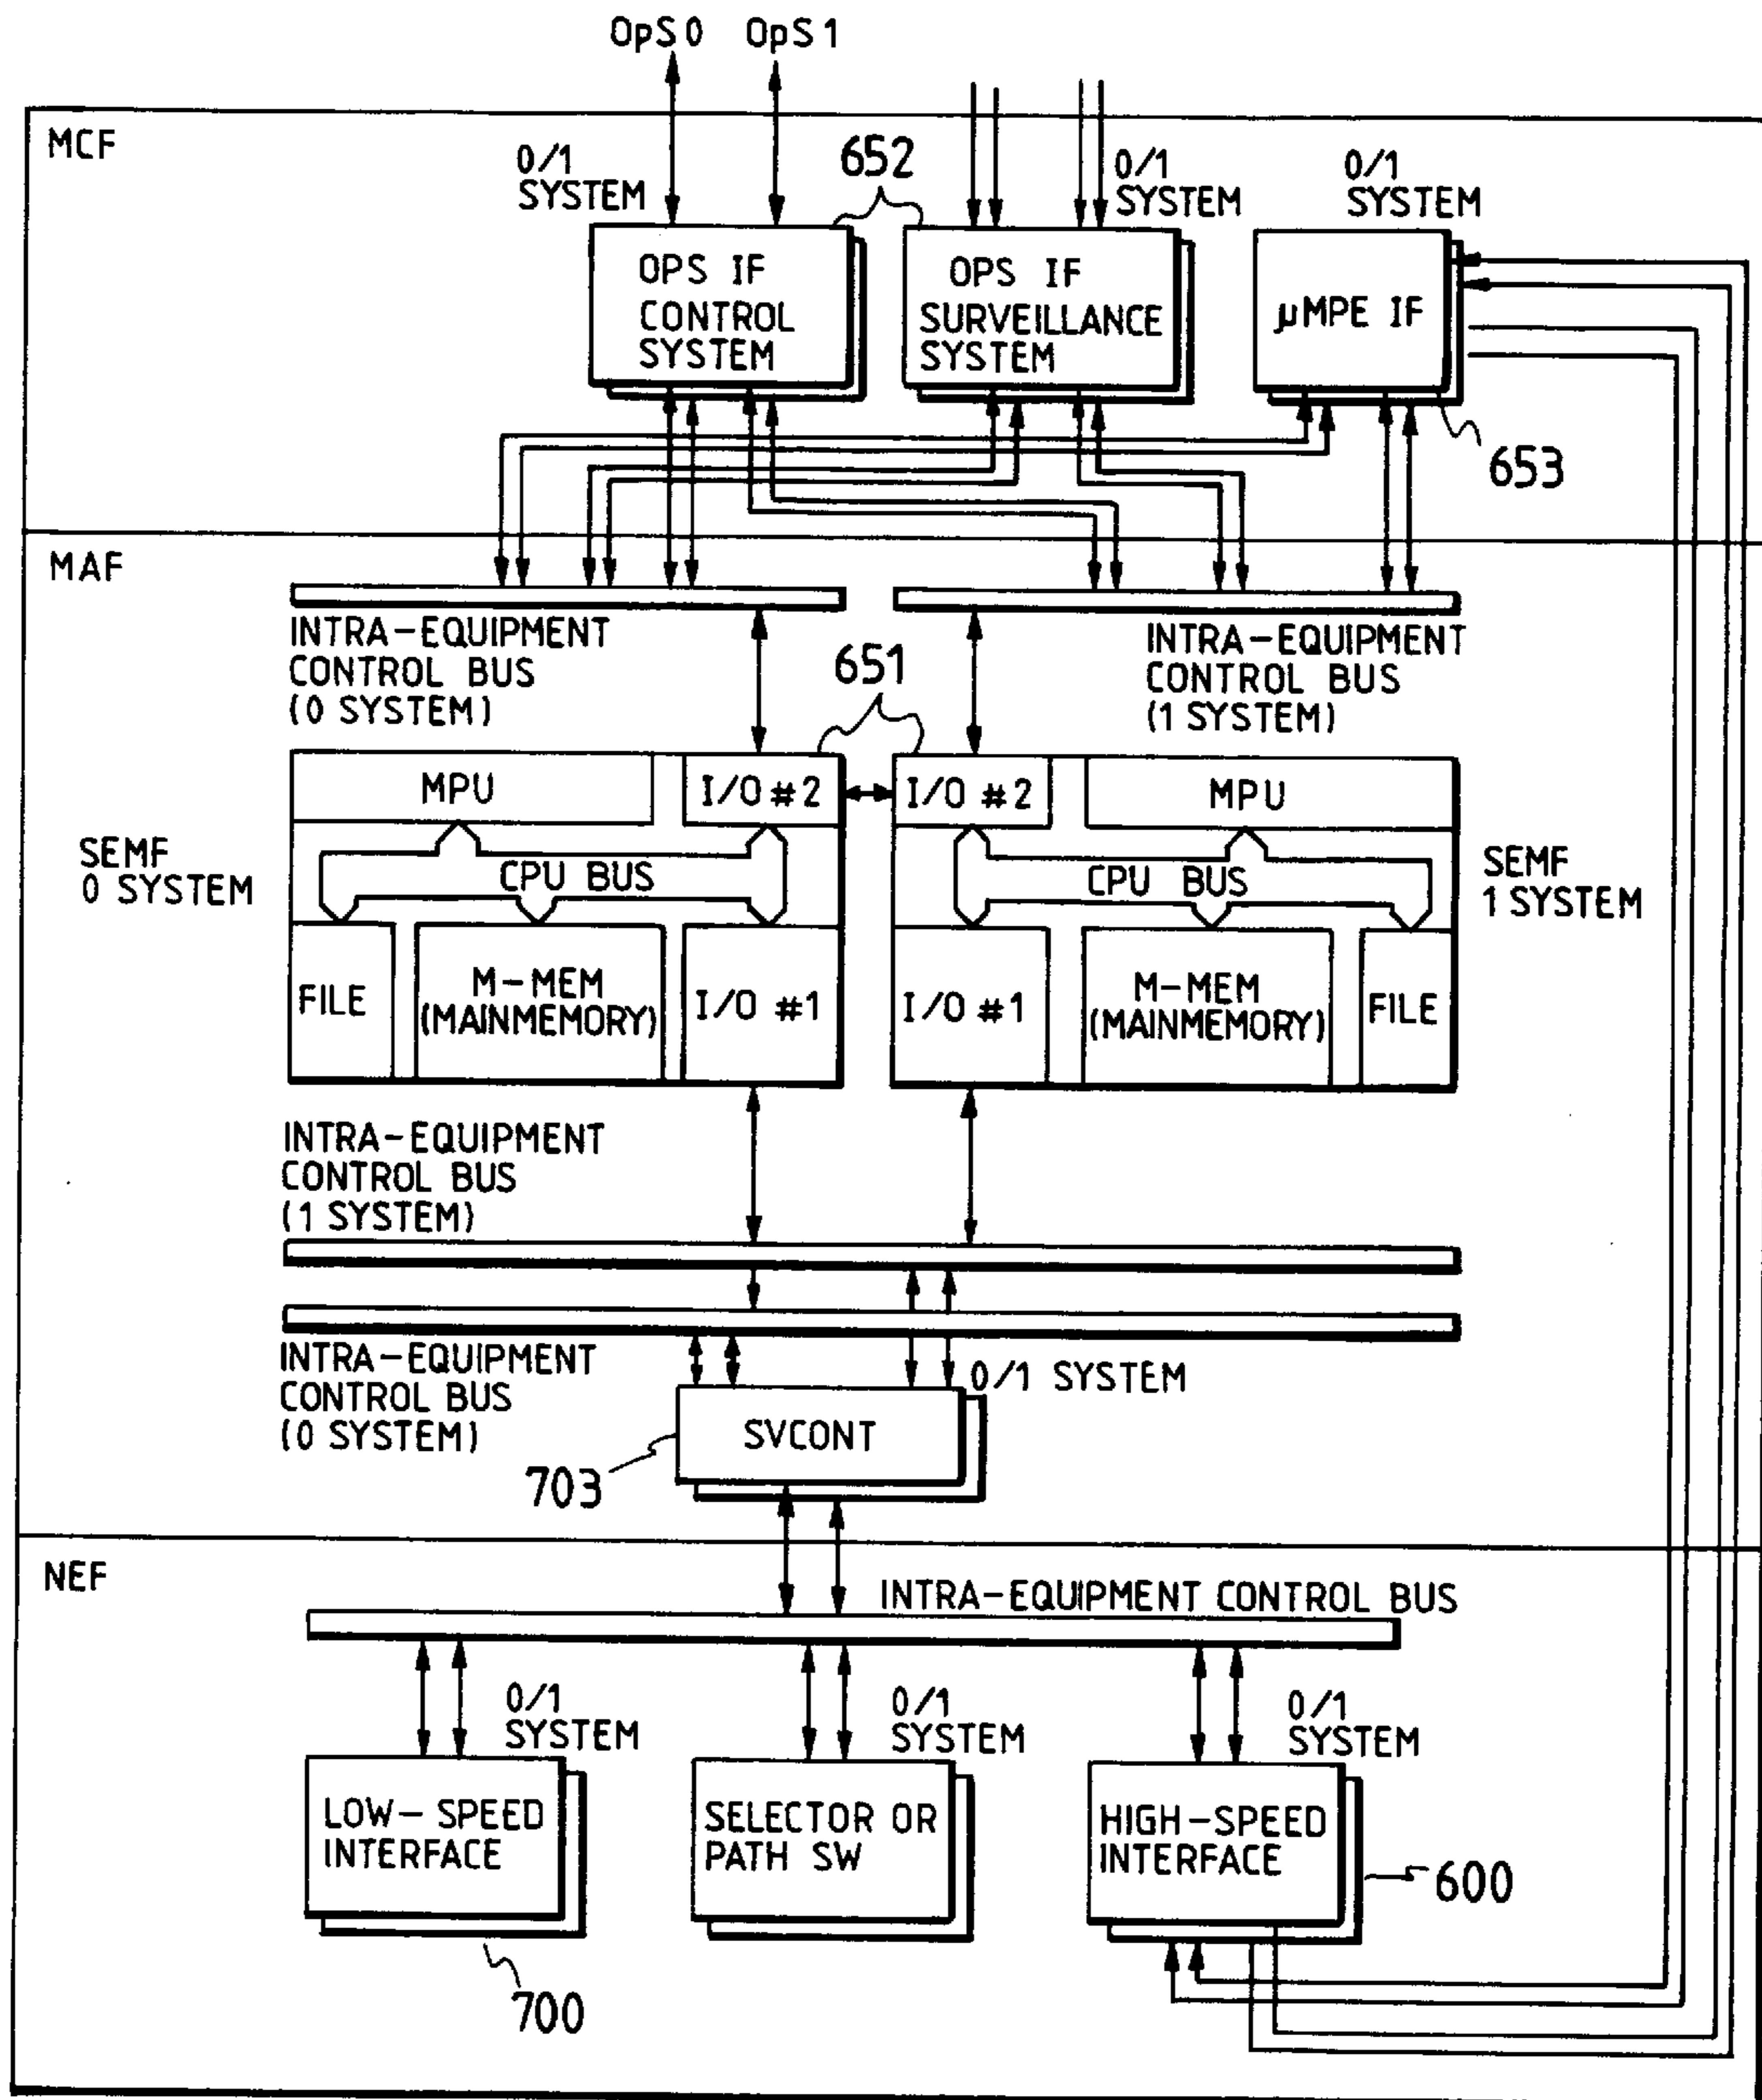 OpS 0 OpS 1
MCF
0/1
SYSTEM
652
0/1
SYSTEM
0/1
SYSTEM
OPS IF
CONTROL
SYSTEM
OPS IF
SURVEILLANCE
SYSTEM
μMPE IF
653
MAF
INTRA-EQUIPMENT
CONTROL BUS
(0 SYSTEM)
651
INTRA-EQUIPMENT
CONTROL BUS
(1 SYSTEM)
MPU
I/O #2
I/O #2
MPU
SEMF
0 SYSTEM
CPU BUS
CPU BUS
SEMF
1 SYSTEM
FILE
M-MEM
(MAINMEMORY)
I/O #1
I/O #1
M-MEM
(MAINMEMORY)
FILE
INTRA-EQUIPMENT
CONTROL BUS
(1 SYSTEM)
INTRA-EQUIPMENT
CONTROL BUS
(0 SYSTEM)
0/1 SYSTEM
SVCONT
703
NEF
INTRA-EQUIPMENT CONTROL BUS
0/1
SYSTEM
0/1
SYSTEM
0/1
SYSTEM
LOW-SPEED
INTERFACE
SELECTOR OR
PATH SW
HIGH-SPEED
INTERFACE
600
700